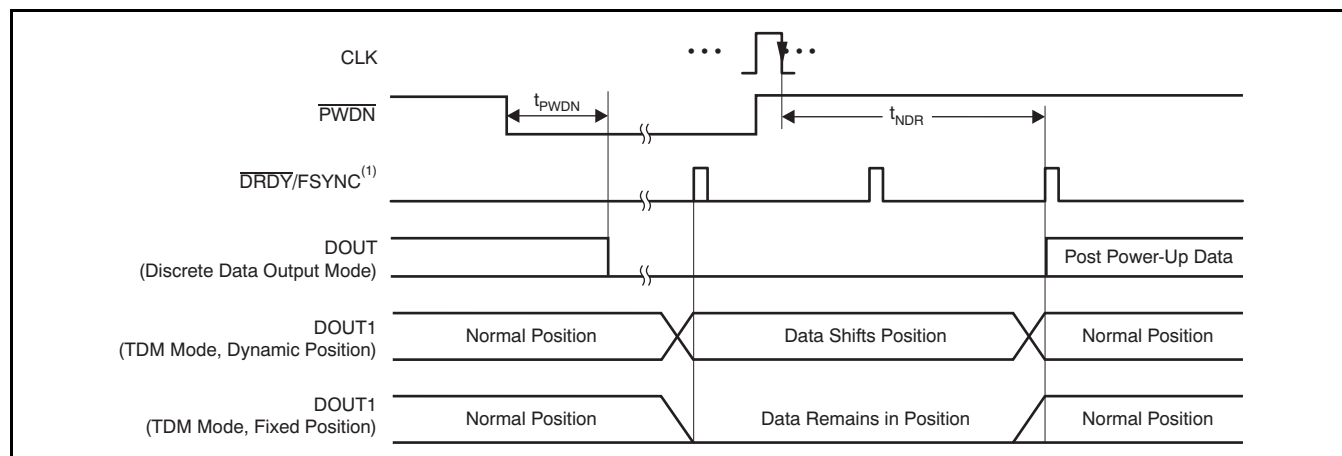 CLK
PWDN
tPWDN
tNDR
DRDY/FSYNC(1)
DOUT
(Discrete Data Output Mode)
Post Power-Up Data
DOUT1
(TDM Mode, Dynamic Position)
Normal Position
Data Shifts Position
Normal Position
DOUT1
(TDM Mode, Fixed Position)
Normal Position
Data Remains in Position
Normal Position